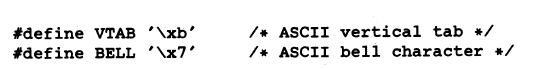 #define VTAB '\xb' /* ASCII vertical tab */
#define BELL '\x7' /* ASCII bell character */